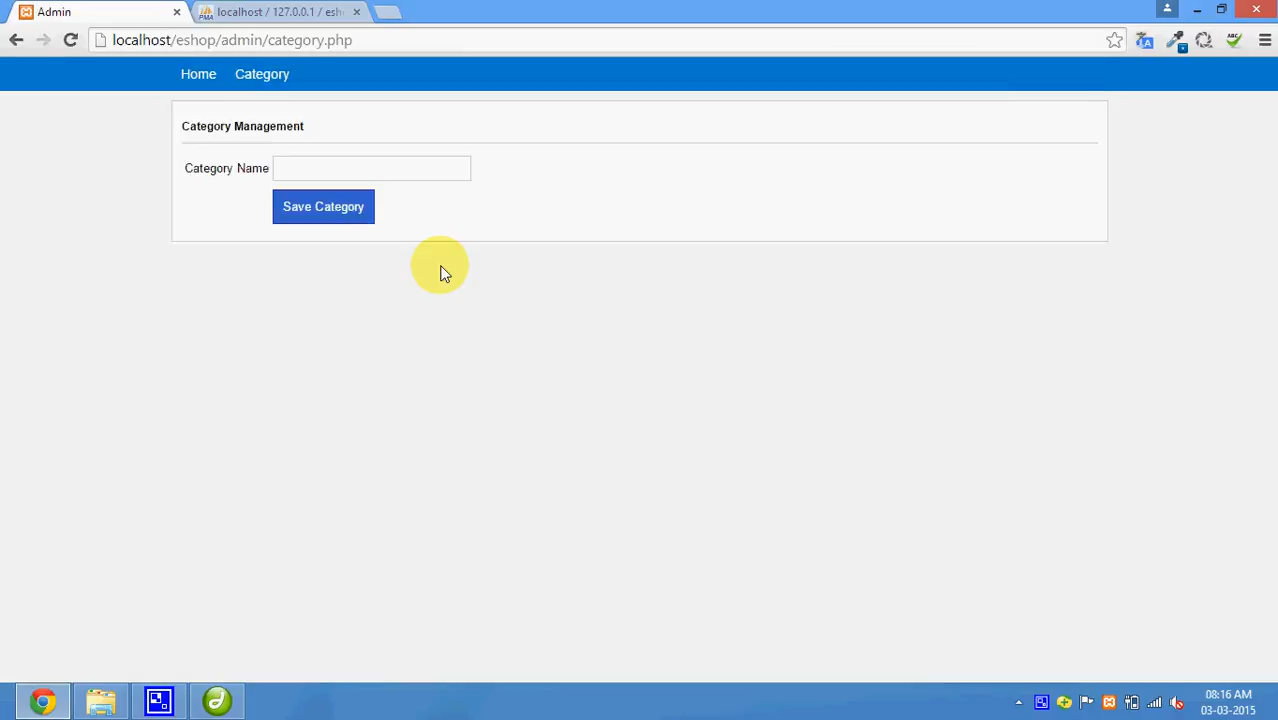 Admin
localhost / 127.0.0.1 / esh
localhost/eshop/admin/category.php
ABC
Home Category
Category Management
Category Name
Save Category
08:16 AM
03-03-2015